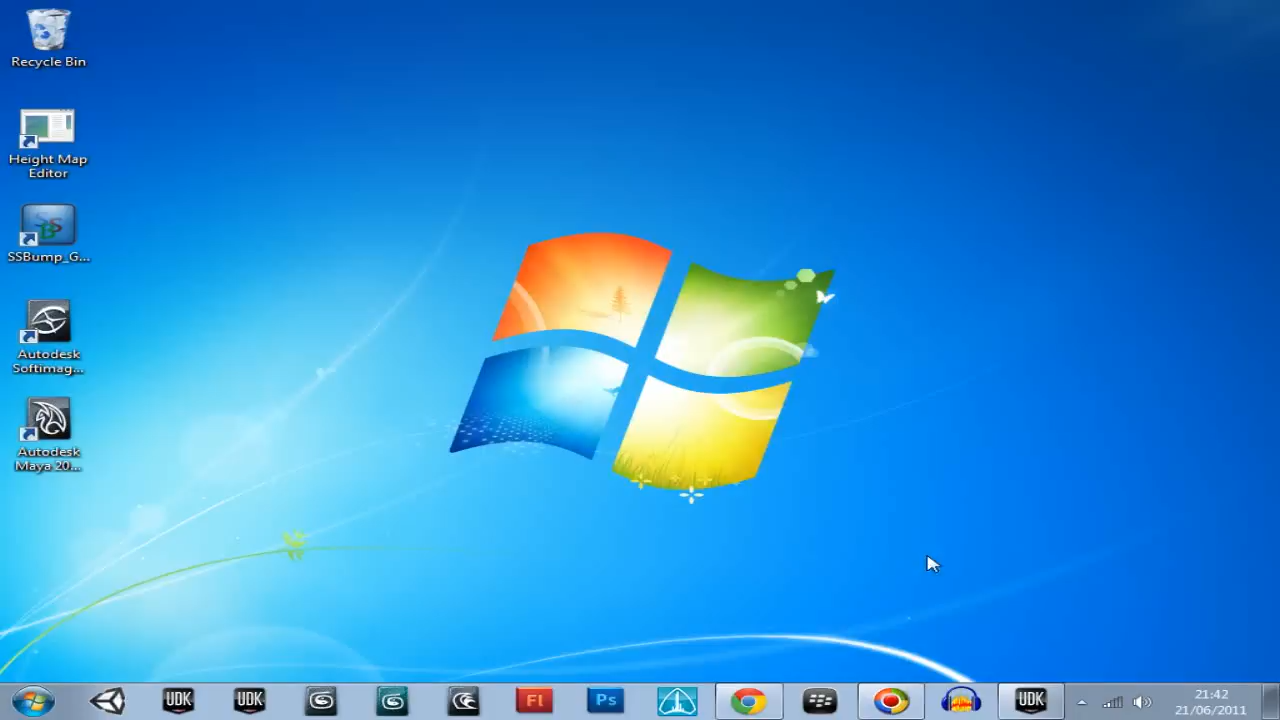 Recycle Bin
Height Map
Editor
SSBump_G...
Autodesk
Softimag...
Autodesk
Maya 20...
UDK
UDK
Fl
Ps
UDK
21:42
21/06/2011